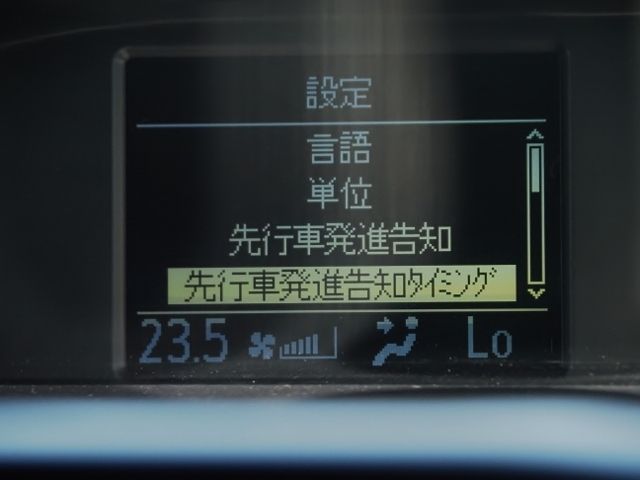 設定
言語
単位
先行車発進告知
先行車発進告知ﾀｲﾐﾝｸﾞ
23.5 Lo